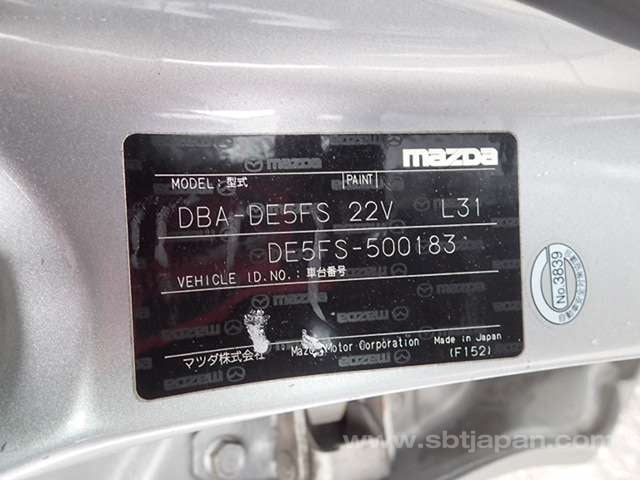 mazda
MODEL:型式 PAINT
DBA-DE5FS 22V L31
DE5FS-500183
VEHICLE ID.NO.:車台番号
マツダ株式会社 Mazda Motor Corporation Made in Japan
(F152)
No.3839
www.sbtjapan.com